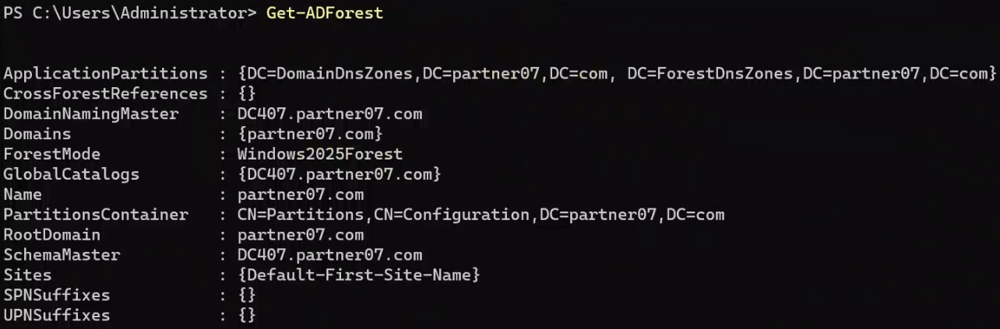 PS C:\Users\Administrator> Get-ADForest
ApplicationPartitions : {DC=DomainDnsZones,DC=partner07,DC=com, DC=ForestDnsZones,DC=partner07,DC=com}
CrossForestReferences : {}
DomainNamingMaster    : DC407.partner07.com
Domains               : {partner07.com}
ForestMode            : Windows2025Forest
GlobalCatalogs        : {DC407.partner07.com}
Name                  : partner07.com
PartitionsContainer   : CN=Partitions,CN=Configuration,DC=partner07,DC=com
RootDomain            : partner07.com
SchemaMaster          : DC407.partner07.com
Sites                 : {Default-First-Site-Name}
SPNSuffixes           : {}
UPNSuffixes           : {}